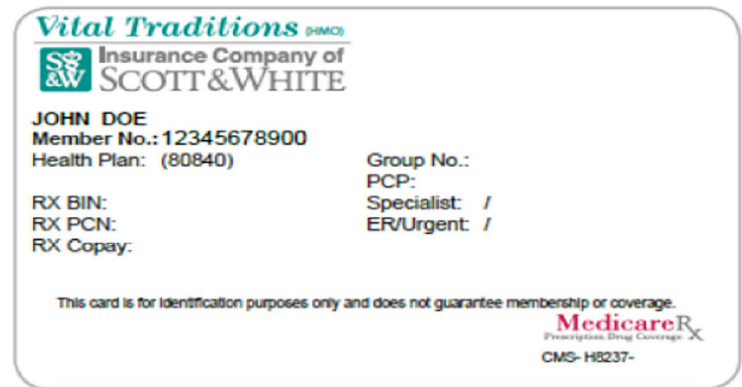 Vital Traditions (HMO)
S&W Insurance Company of
SCOTT & WHITE
JOHN DOE
Member No.: 12345678900
Health Plan: (80840)
Group No.:
PCP:
RX BIN:
Specialist: /
RX PCN:
ER/Urgent: /
RX Copay:
This card is for identification purposes only and does not guarantee membership or coverage.
MedicareRx
Prescription Drug Coverage X
CMS- H8237-